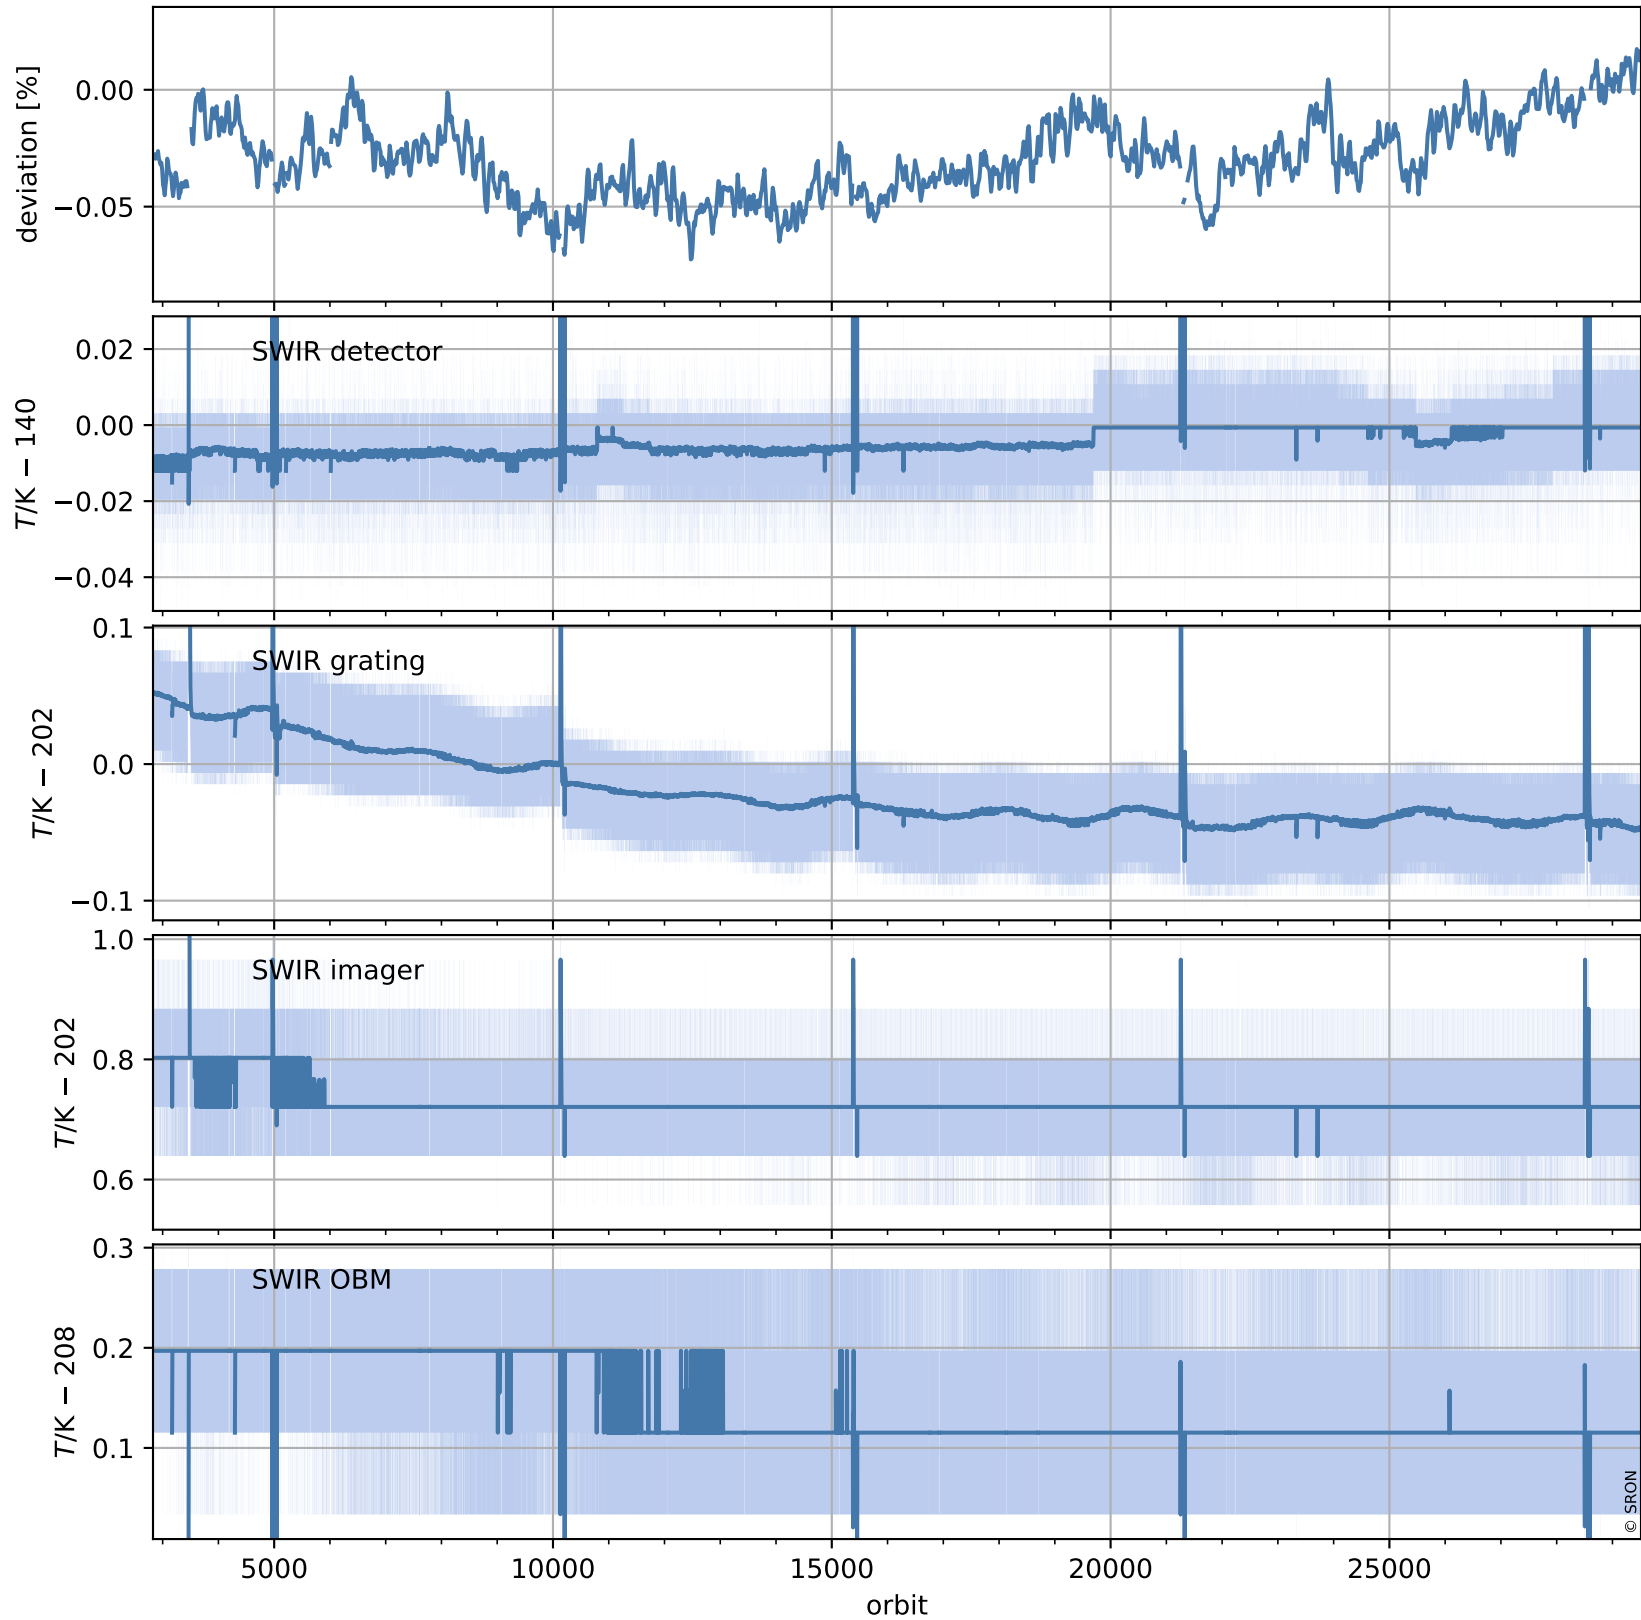 deviation [%]
0.00
−0.05
T/K − 140
SWIR detector
0.02
0.00
−0.02
−0.04
T/K − 202
SWIR grating
0.1
0.0
−0.1
T/K − 202
SWIR imager
1.0
0.8
0.6
T/K − 208
SWIR OBM
0.3
0.2
0.1
© SRON
5000 10000 15000 20000 25000
orbit